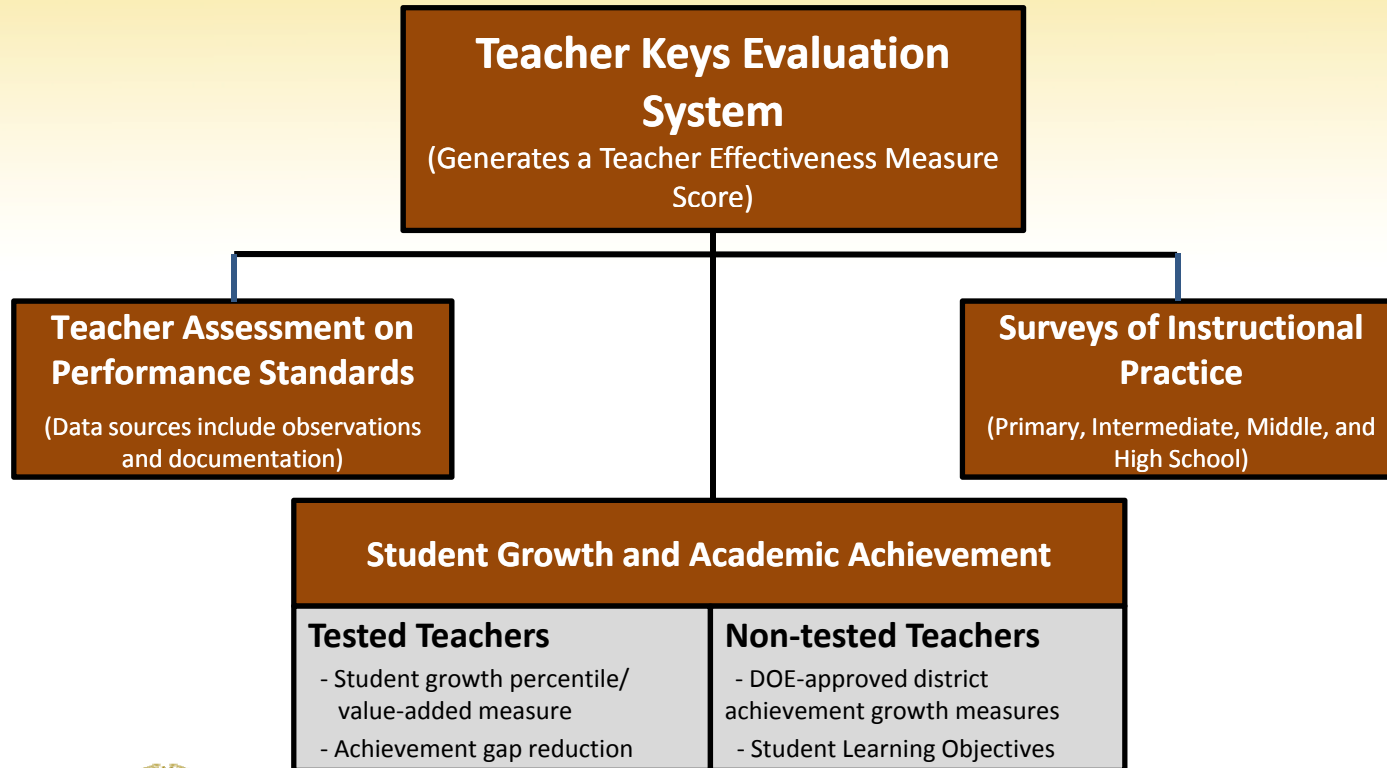 Teacher Keys Evaluation
System
(Generates a Teacher Effectiveness Measure
Score)
Teacher Assessment on
Performance Standards
(Data sources include observations
and documentation)
Surveys of Instructional
Practice
(Primary, Intermediate, Middle, and
High School)
Student Growth and Academic Achievement
Tested Teachers
- Student growth percentile/
value-added measure
- Achievement gap reduction
Non-tested Teachers
- DOE-approved district
achievement growth measures
- Student Learning Objectives